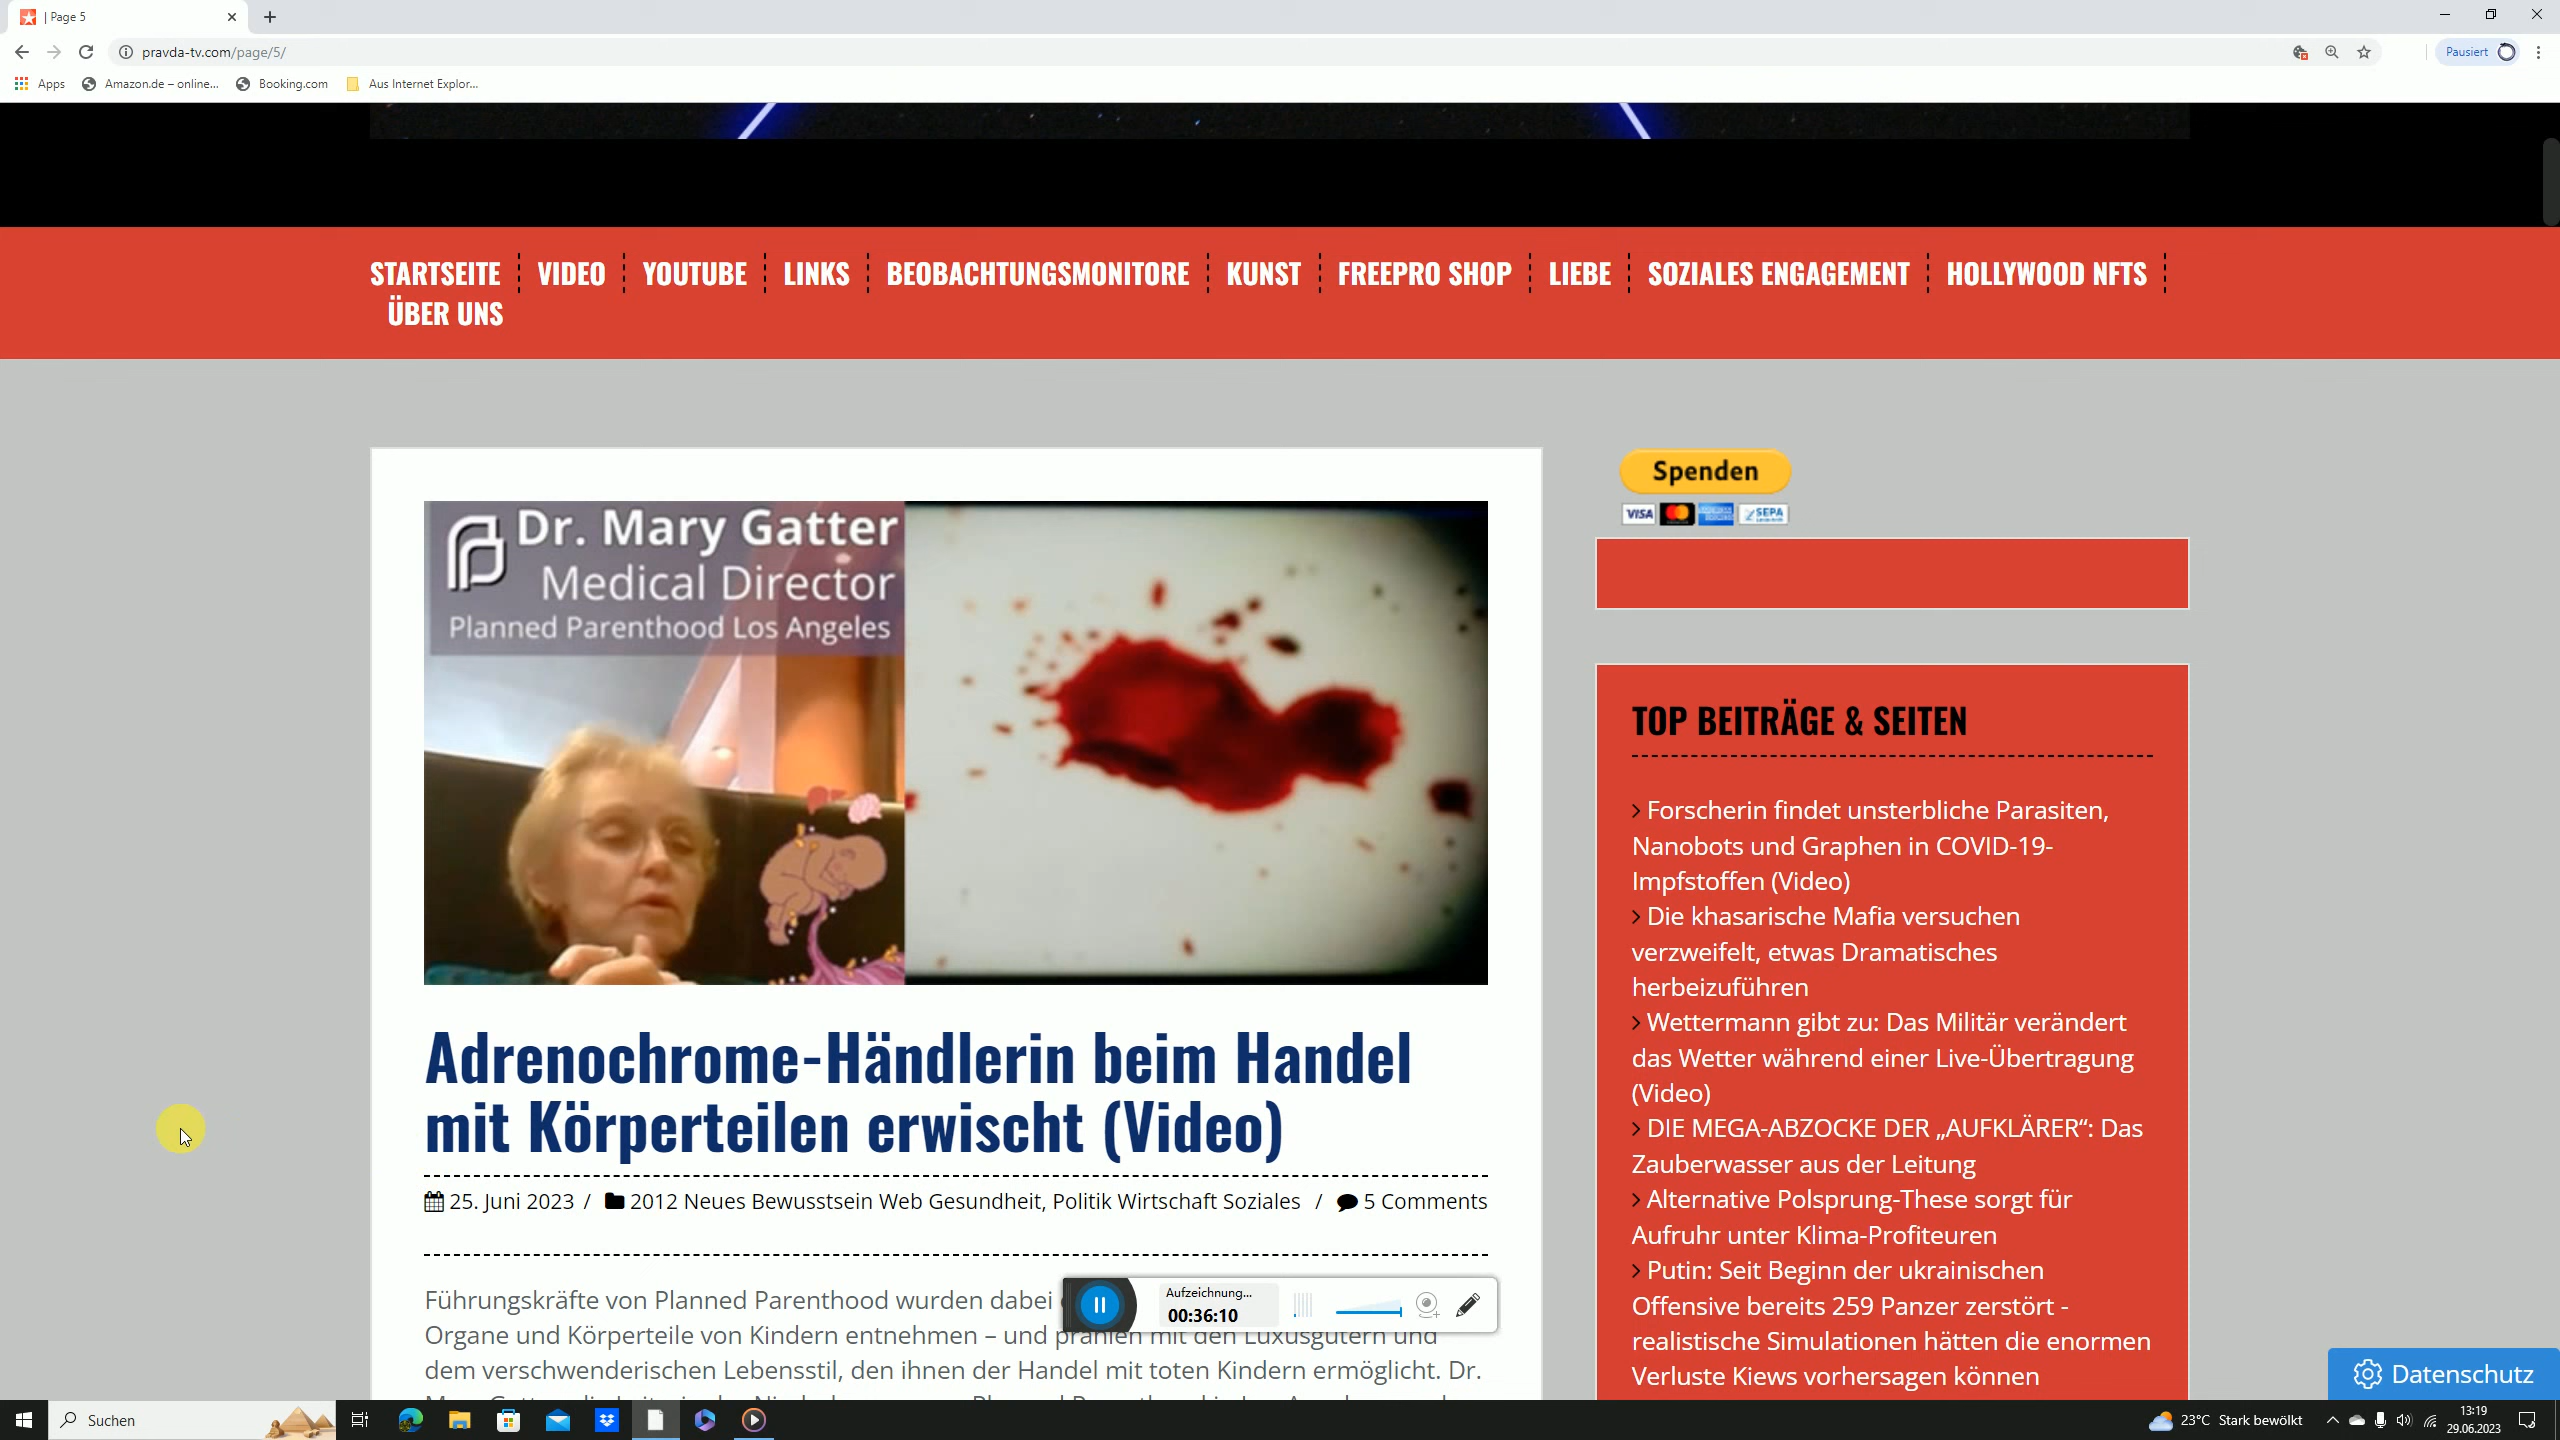 | Page 5
pravda-tv.com/page/5/
Pausiert
Apps
Amazon.de – online...
Booking.com
Aus Internet Explor...
STARTSEITE
VIDEO
YOUTUBE
LINKS
BEOBACHTUNGSMONITORE
KUNST
FREEPRO SHOP
LIEBE
SOZIALES ENGAGEMENT
HOLLYWOOD NFTS
ÜBER UNS
Dr. Mary Gatter
Medical Director
Planned Parenthood Los Angeles
Adrenochrome-Händlerin beim Handel
mit Körperteilen erwischt (Video)
25. Juni 2023 / 2012 Neues Bewusstsein Web Gesundheit, Politik Wirtschaft Soziales / 5 Comments
Führungskräfte von Planned Parenthood wurden dabei
Organe und Körperteile von Kindern entnehmen – und prahlen mit den Luxusgütern und
dem verschwenderischen Lebensstil, den ihnen der Handel mit toten Kindern ermöglicht. Dr.
Spenden
VISA
SEPA
TOP BEITRÄGE & SEITEN
Forscherin findet unsterbliche Parasiten,
Nanobots und Graphen in COVID-19-
Impfstoffen (Video)
Die khasarische Mafia versuchen
verzweifelt, etwas Dramatisches
herbeizuführen
Wettermann gibt zu: Das Militär verändert
das Wetter während einer Live-Übertragung
(Video)
DIE MEGA-ABZOCKE DER „AUFKLÄRER“: Das
Zauberwasser aus der Leitung
Alternative Polsprung-These sorgt für
Aufruhr unter Klima-Profiteuren
Putin: Seit Beginn der ukrainischen
Offensive bereits 259 Panzer zerstört -
realistische Simulationen hätten die enormen
Verluste Kiews vorhersagen können
Aufzeichnung...
00:36:10
Datenschutz
Suchen
23°C Stark bewölkt
13:19
29.06.2023